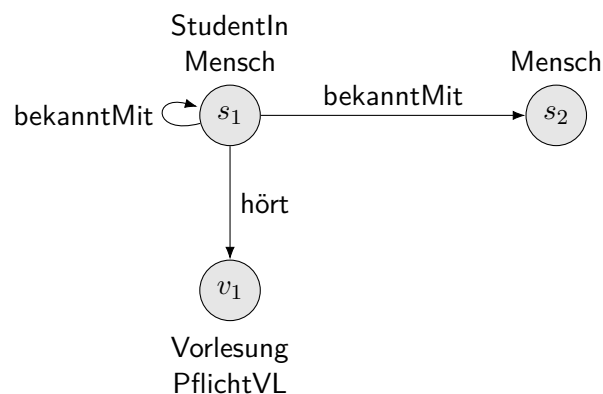 StudentIn
Mensch
Mensch
bekanntMit
s₁
bekanntMit
s₂
hört
v₁
Vorlesung
PflichtVL